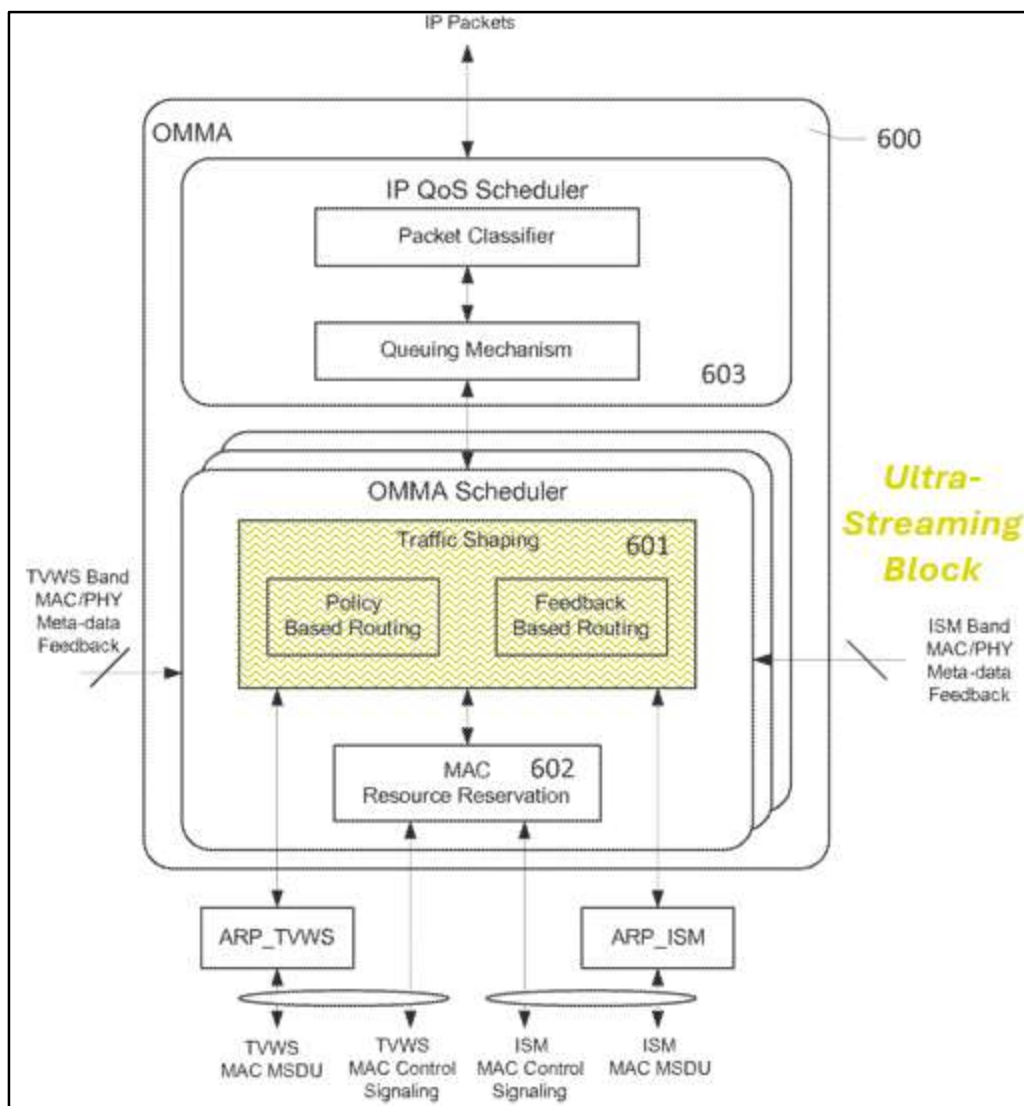 IP Packets
OMMA
600
IP QoS Scheduler
Packet Classifier
Queuing Mechanism
603
OMMA Scheduler
Traffic Shaping
601
Policy
Based Routing
Feedback
Based Routing
Ultra-
Streaming
Block
TVWS Band
MAC/PHY
Meta-data
Feedback
ISM Band
MAC/PHY
Meta-data
Feedback
MAC
602
Resource Reservation
ARP_TVWS
ARP_ISM
TVWS
MAC MSDU
TVWS
MAC Control
Signaling
ISM
MAC Control
Signaling
ISM
MAC MSDU